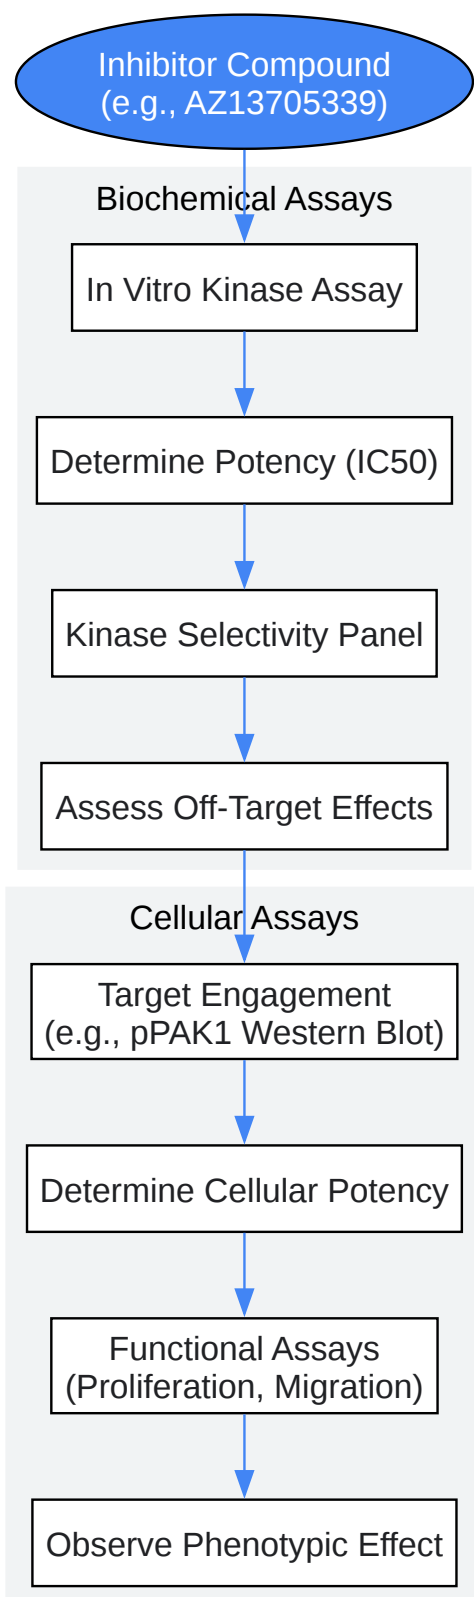 Inhibitor Compound
(e.g., AZ13705339)
Biochemical Assays
In Vitro Kinase Assay
Determine Potency (IC50)
Kinase Selectivity Panel
Assess Off-Target Effects
Cellular Assays
Target Engagement
(e.g., pPAK1 Western Blot)
Determine Cellular Potency
Functional Assays
(Proliferation, Migration)
Observe Phenotypic Effect